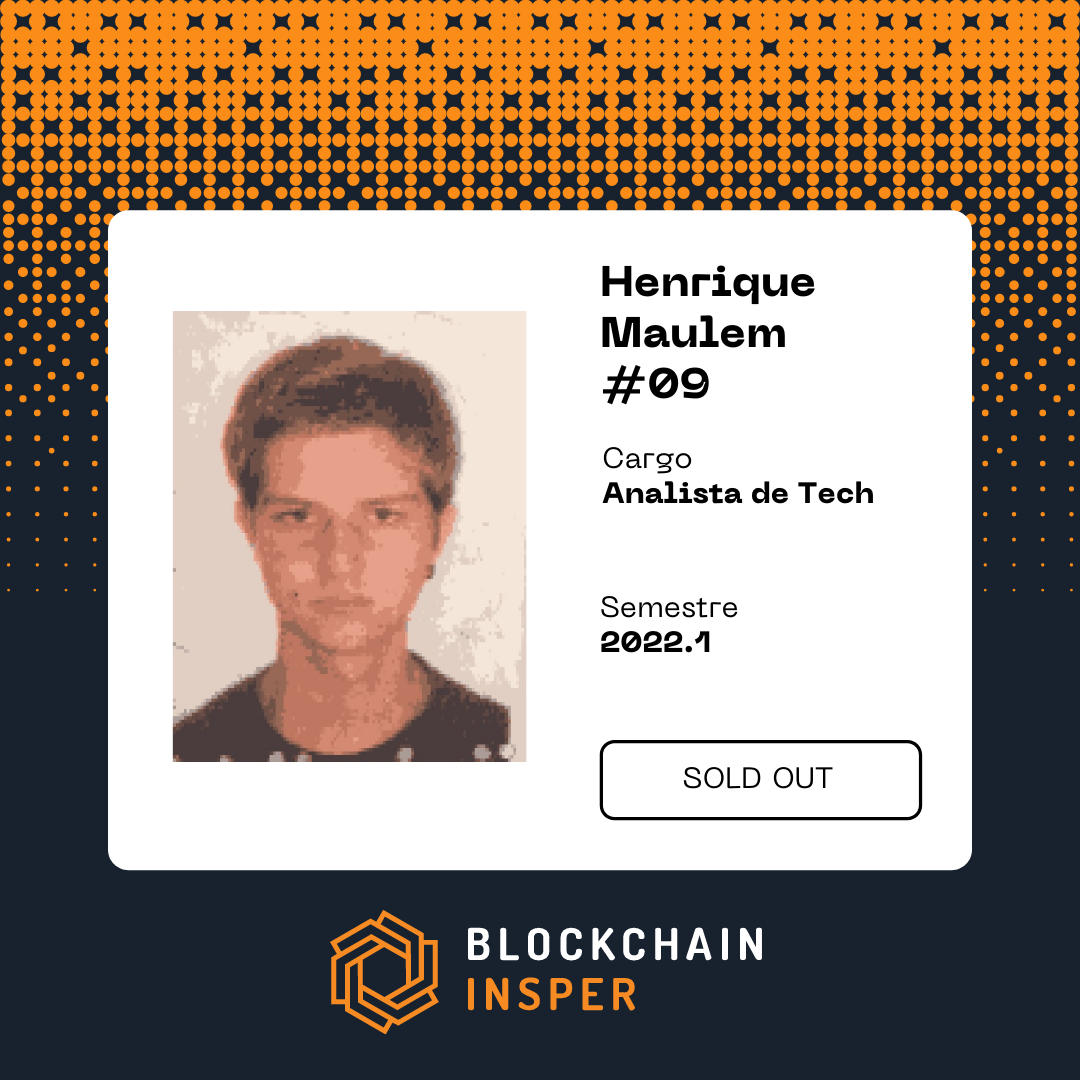 Henrique
Maulem
#09
Cargo
Analista de Tech
Semestre
2022.1
SOLD OUT
BLOCKCHAIN
INSPER